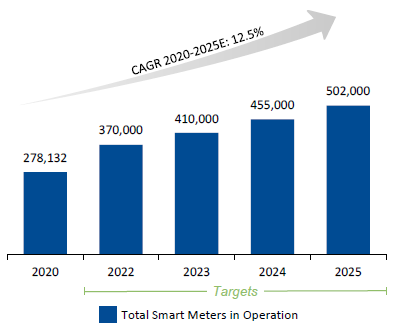 CAGR 2020-2025E: 12.5%
502,000
455,000
410,000
370,000
278,132
2020 2022 2023 2024 2025
Targets
Total Smart Meters in Operation